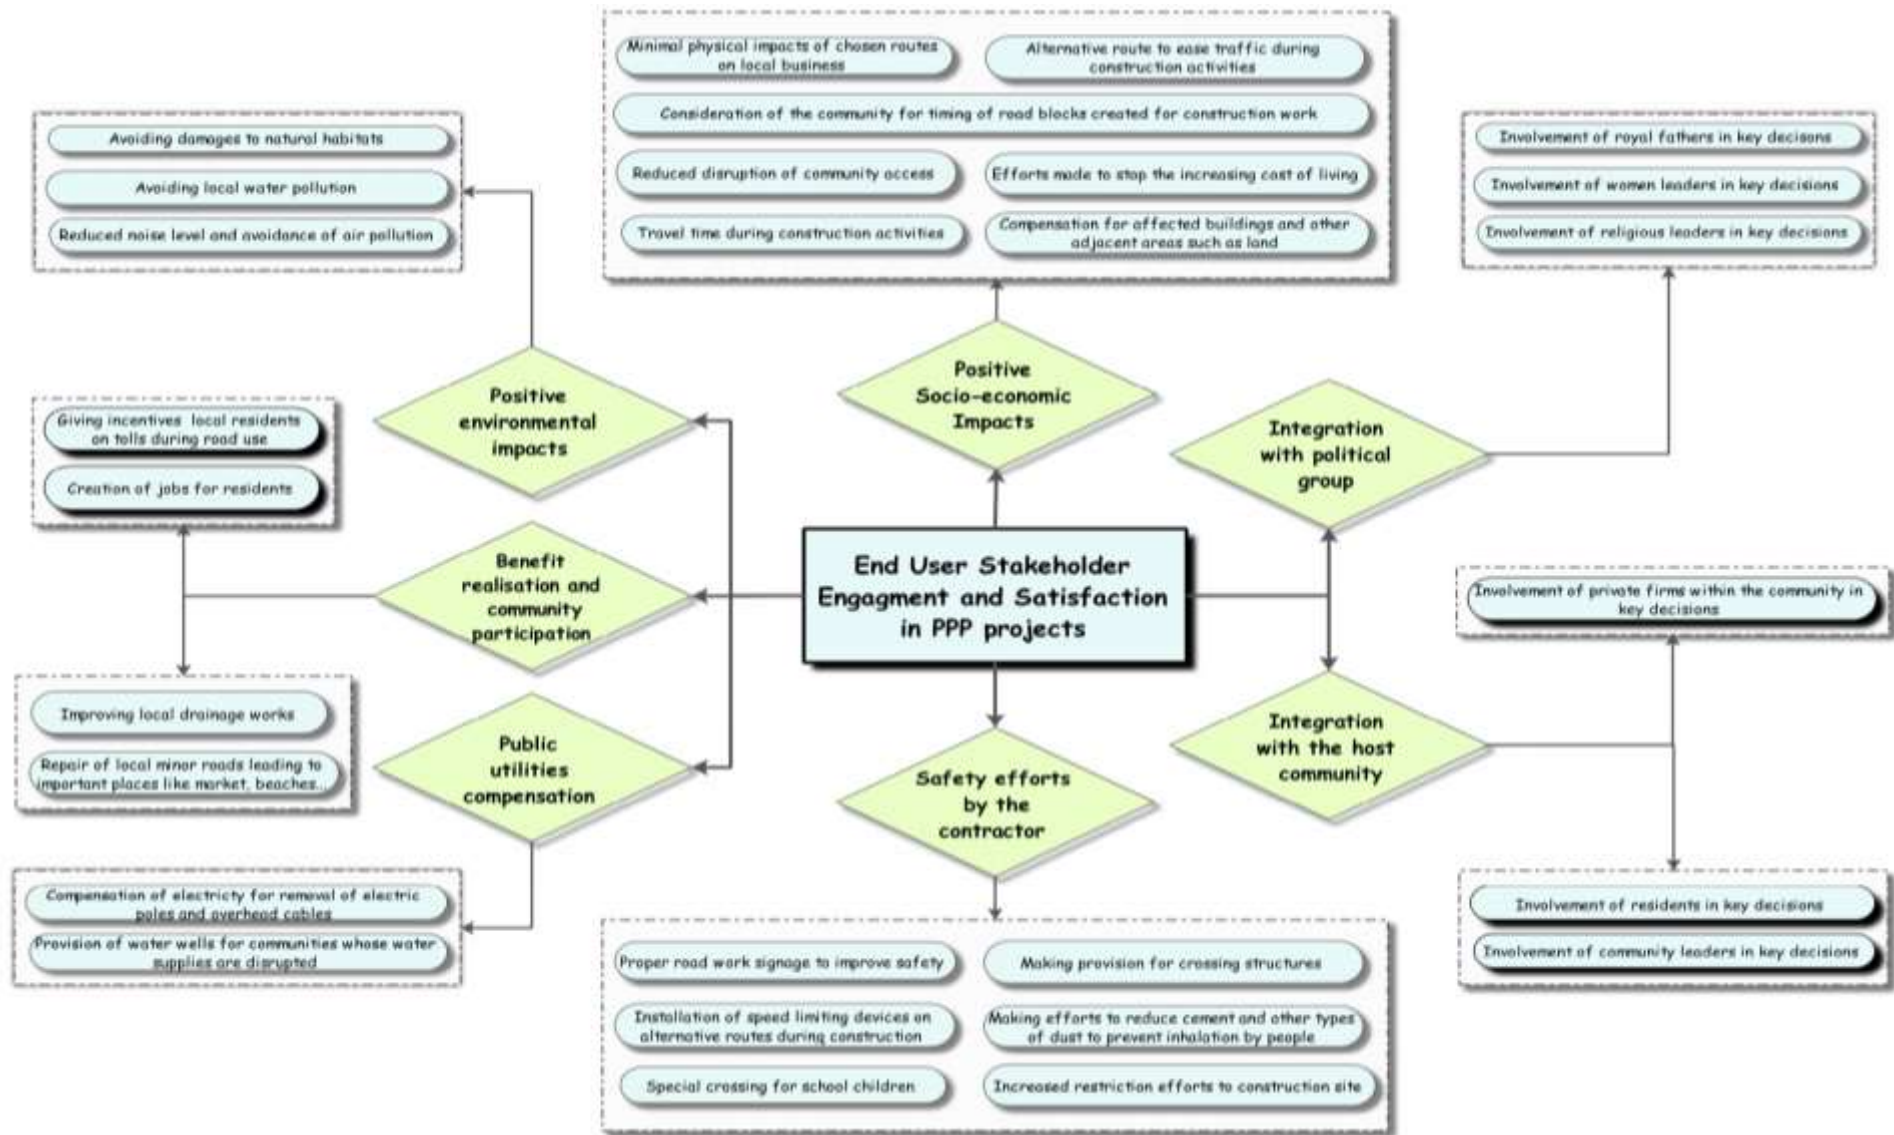 Minimal physical impacts of chosen routes
on local business
Alternative route to ease traffic during
construction activities
Consideration of the community for timing of road blocks created for construction work
Reduced disruption of community access
Efforts made to stop the increasing cost of living
Travel time during construction activities
Compensation for affected buildings and other
adjacent areas such as land
Avoiding damages to natural habitats
Avoiding local water pollution
Reduced noise level and avoidance of air pollution
Involvement of royal fathers in key decisons
Involvement of women leaders in key decisions
Involvement of religious leaders in key decisions
Positive
environmental
impacts
Positive
Socio-economic
Impacts
Integration
with political
group
Giving incentives local residents
on tolls during road use
Creation of jobs for residents
Benefit
realisation and
community
participation
End User Stakeholder
Engagment and Satisfaction
in PPP projects
Involvement of private firms within the community in
key decisions
Improving local drainage works
Repair of local minor roads leading to
important places like market, beaches...
Public
utilities
compensation
Safety efforts
by the
contractor
Integration
with the host
community
Compensation of electricty for removal of electric
poles and overhead cables
Provision of water wells for communities whose water
supplies are disrupted
Involvement of residents in key decisions
Involvement of community leaders in key decisions
Proper road work signage to improve safety
Making provision for crossing structures
Installation of speed limiting devices on
alternative routes during construction
Making efforts to reduce cement and other types
of dust to prevent inhalation by people
Special crossing for school children
Increased restriction efforts to construction site